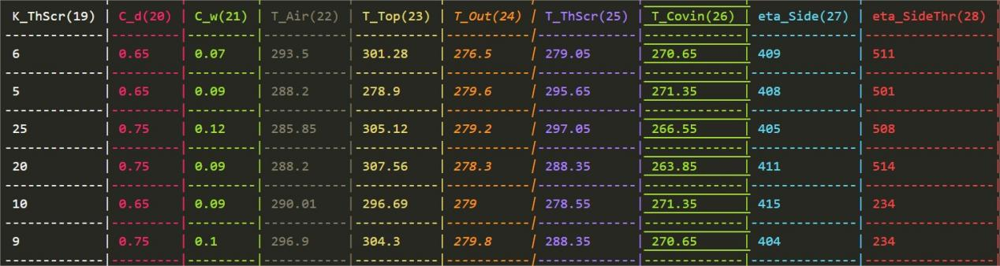 K_ThScr(19) | C_d(20) | C_w(21) | T_Air(22) | T_Top(23) | T_Out(24) | T_ThScr(25) | T_Covin(26) | eta_Side(27) | eta_SideThr(28) |
------------|---------|---------|-----------|-----------|-----------|-------------|-------------|--------------|-----------------|
6 | 0.65 | 0.07 | 293.5 | 301.28 | 276.5 | 279.05 | 270.65 | 409 | 511
------------|---------|---------|-----------|-----------|-----------|-------------|-------------|--------------|-----------------|
5 | 0.65 | 0.09 | 288.2 | 278.9 | 279.6 | 295.65 | 271.35 | 408 | 501
------------|---------|---------|-----------|-----------|-----------|-------------|-------------|--------------|-----------------|
25 | 0.75 | 0.12 | 285.85 | 305.12 | 279.2 | 297.05 | 266.55 | 405 | 508
------------|---------|---------|-----------|-----------|-----------|-------------|-------------|--------------|-----------------|
20 | 0.75 | 0.09 | 288.2 | 307.56 | 278.3 | 288.35 | 263.85 | 411 | 514
------------|---------|---------|-----------|-----------|-----------|-------------|-------------|--------------|-----------------|
10 | 0.65 | 0.09 | 290.01 | 296.69 | 279 | 278.55 | 271.35 | 415 | 234
------------|---------|---------|-----------|-----------|-----------|-------------|-------------|--------------|-----------------|
9 | 0.75 | 0.1 | 296.9 | 304.3 | 279.8 | 288.35 | 270.65 | 404 | 234
------------|---------|---------|-----------|-----------|-----------|-------------|-------------|--------------|-----------------|